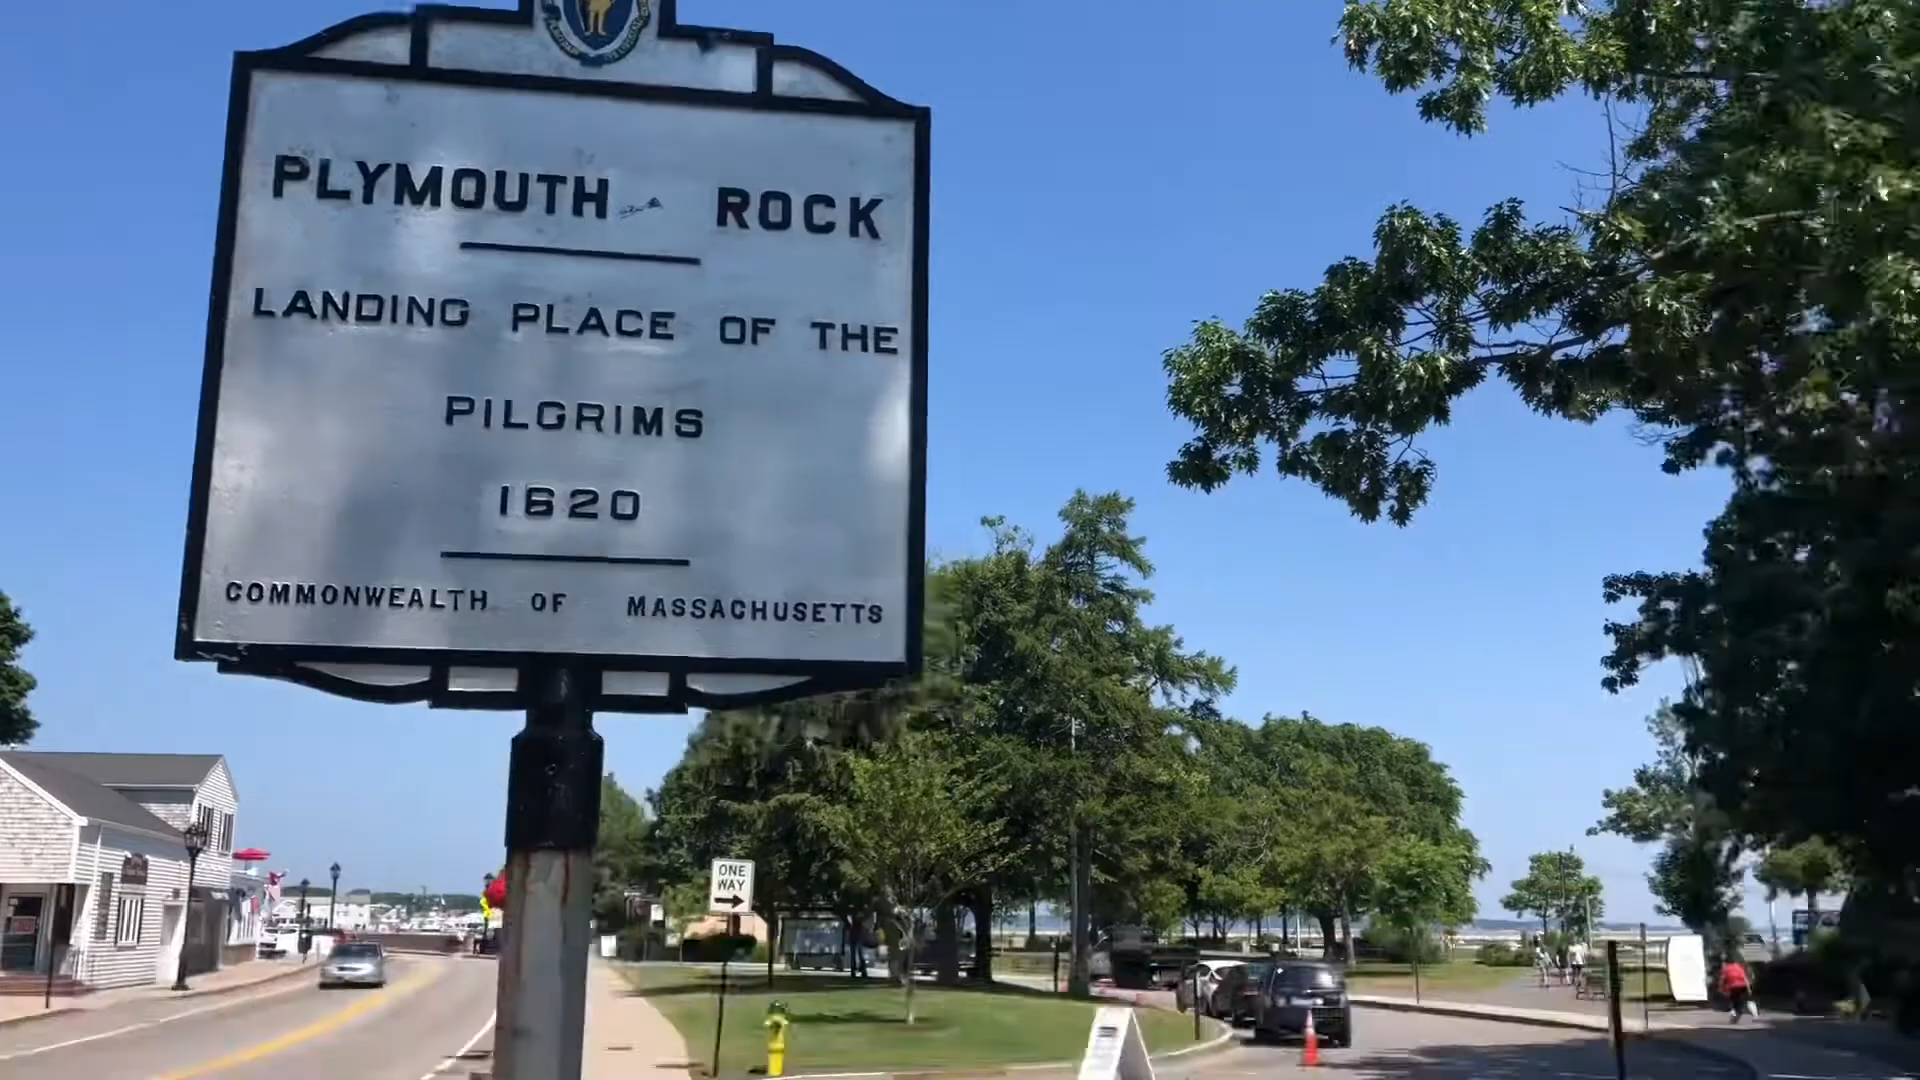 PLYMOUTH ROCK
LANDING PLACE OF THE
PILGRIMS
1620
COMMONWEALTH OF MASSACHUSETTS
ONE
WAY